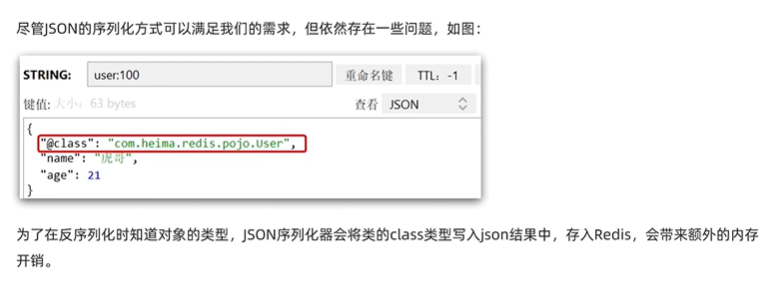 尽管JSON的序列化方式可以满足我们的需求，但依然存在一些问题，如图：
STRING: user:100 重命名键 TTL: -1
键值: 大小: 63 bytes 查看 JSON
{
"@class": "com.heima.redis.pojo.User",
"name": "虎哥",
"age": 21
}
为了在反序列化时知道对象的类型，JSON序列化器会将类的class类型写入json结果中，存入Redis，会带来额外的内存
开销。